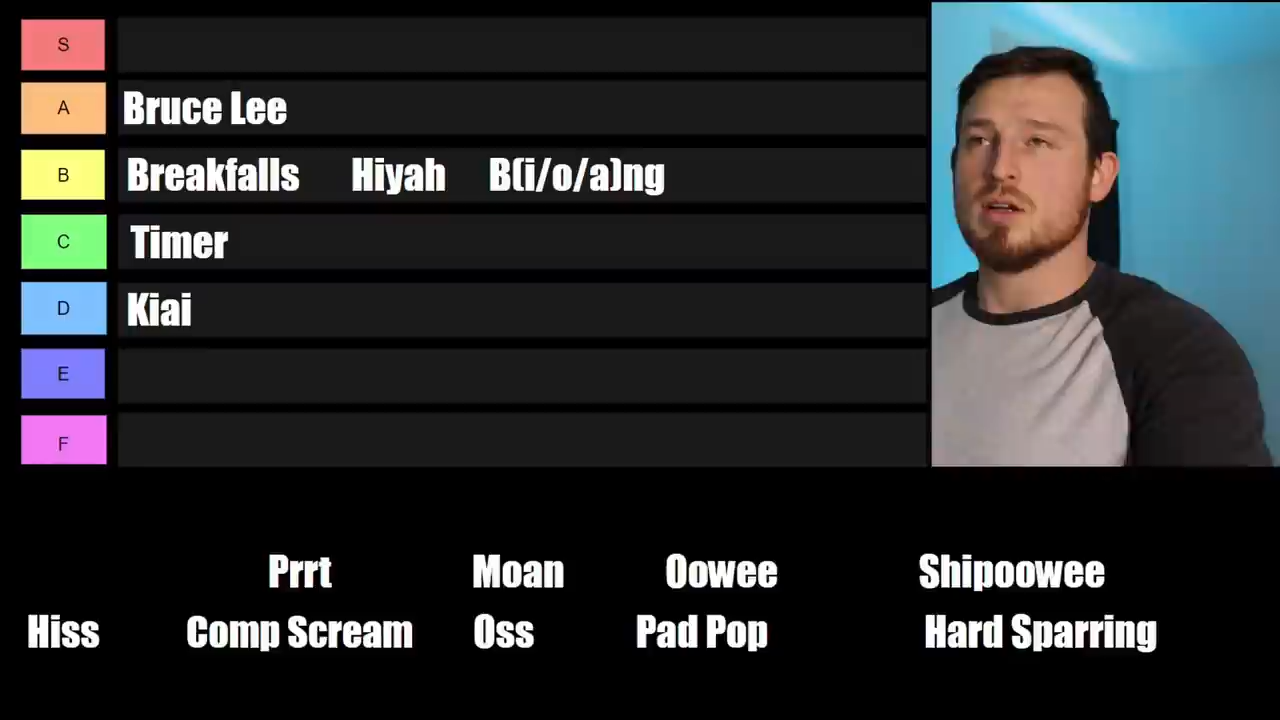 S
A Bruce Lee
B Breakfalls Hiyah B(i/o/a)ng
C Timer
D Kiai
E
F
Prrt Moan Oowee Shipoowee
Hiss Comp Scream Oss Pad Pop Hard Sparring